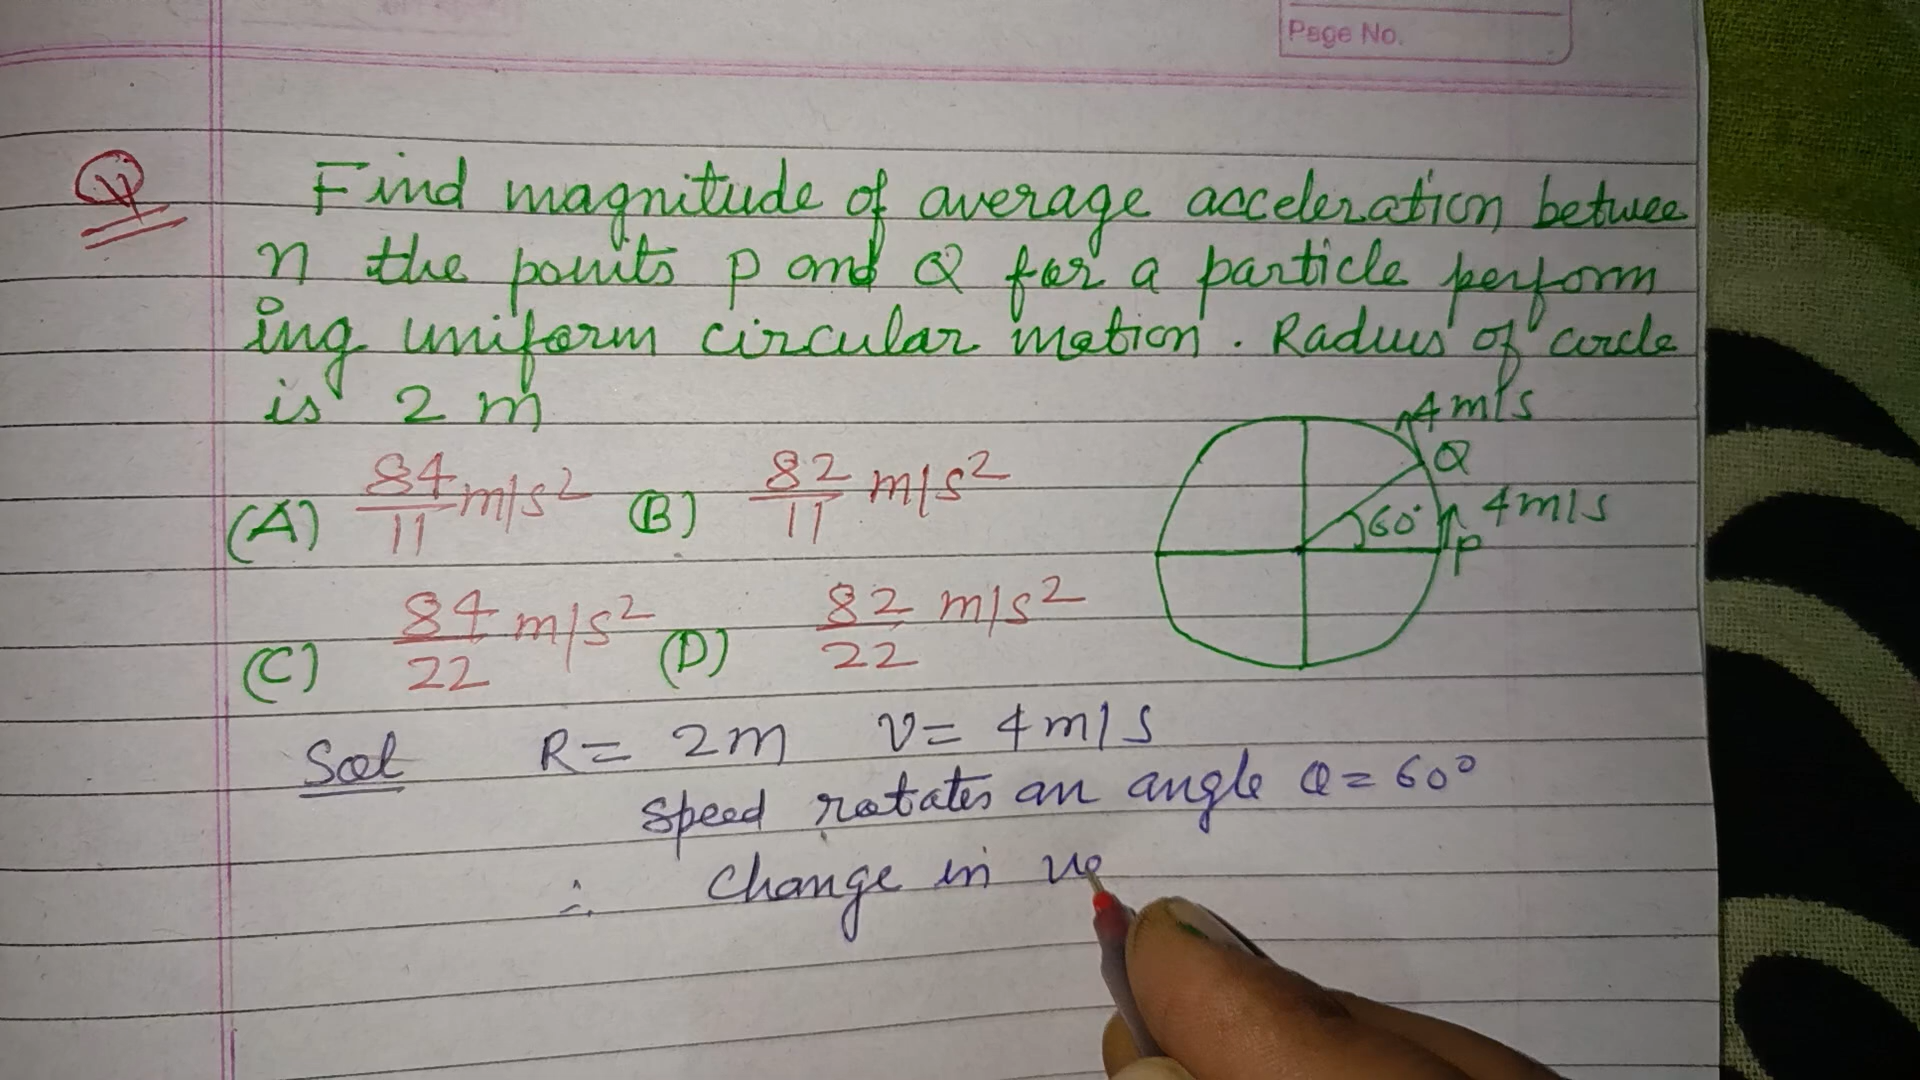 Page No.
Q Find magnitude of average acceleration betwee
n the points P and Q for a particle perform
ing uniform circular motion. Radius of circle
is 2 m
4 m/s
Q
60° 4 m/s
P
(A) 84/11 m/s² (B) 82/11 m/s²
(C) 84/22 m/s² (D) 82/22 m/s²
Sol R = 2 m v = 4 m/s
speed rotates an angle Q = 60°
∴ Change in ve